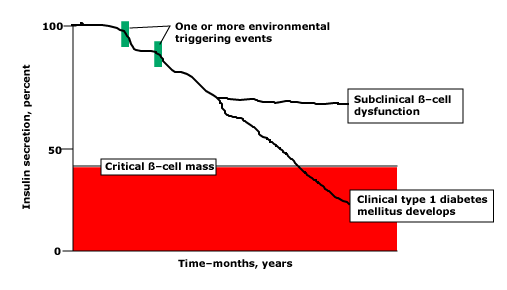 100
One or more environmental
triggering events
Insulin secretion, percent
Subclinical ß-cell
dysfunction
50
Critical ß-cell mass
Clinical type 1 diabetes
mellitus develops
0
Time-months, years